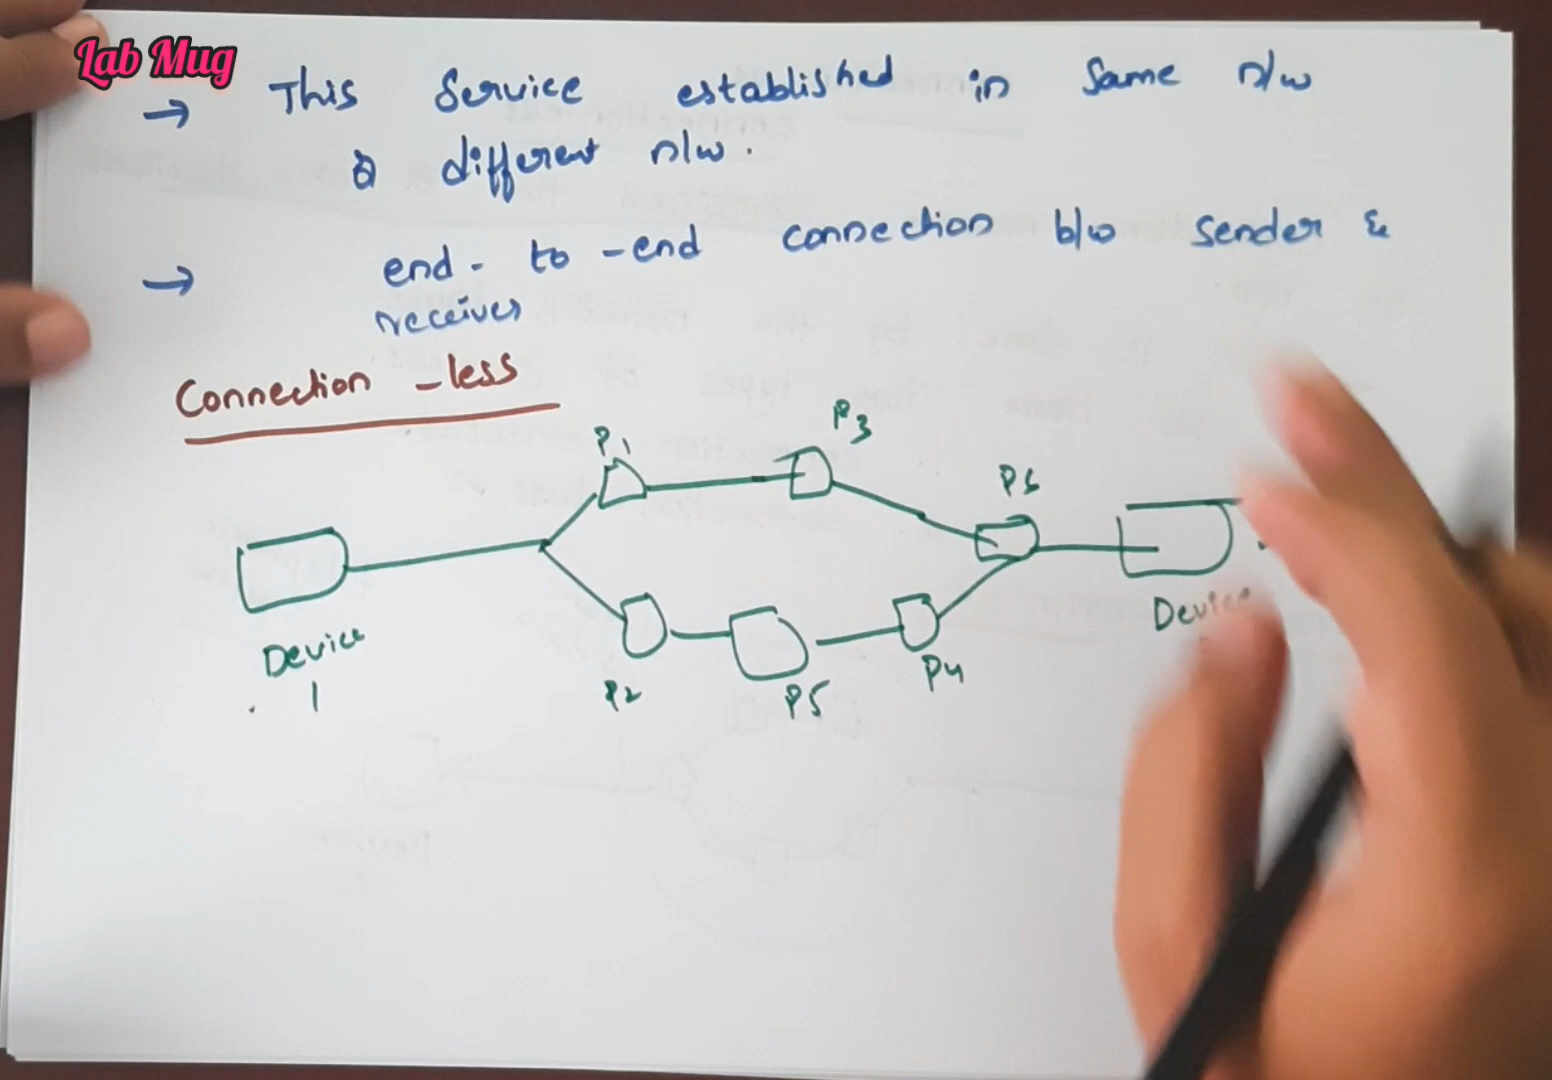 Lab Mug
→ This Service established in Same n/w
& different n/w.
→ end - to - end connection b/w sender &
receiver
Connection - less
P1
P3
P6
Device
1
Device
P2
P5
P4